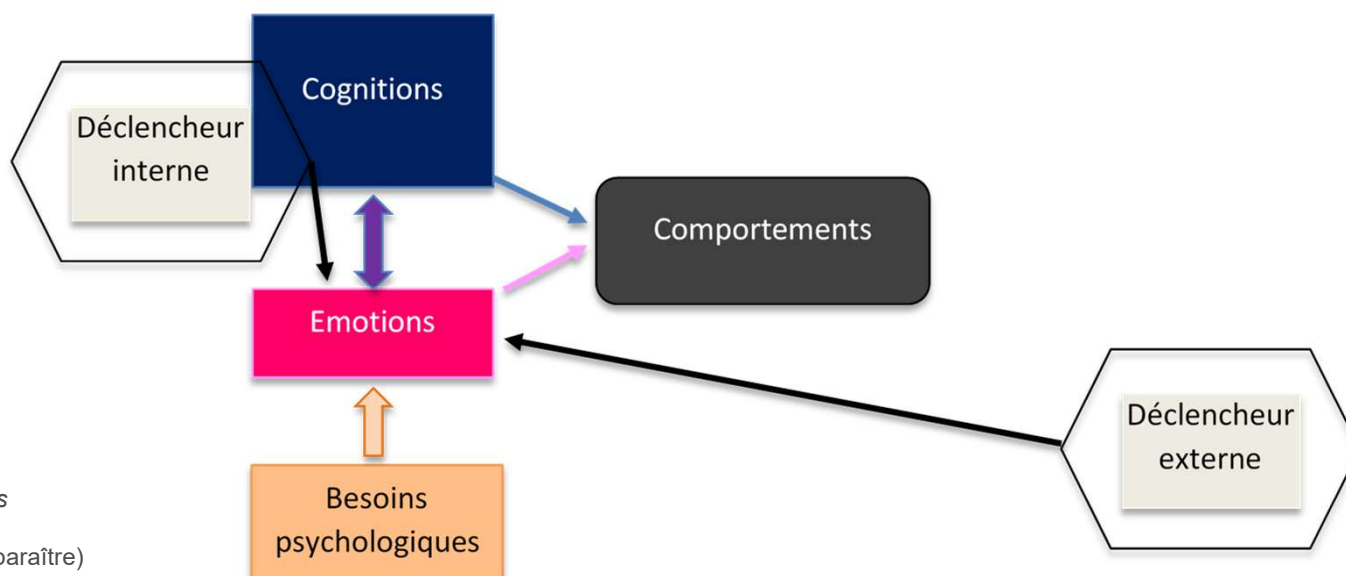 Cognitions
Déclencheur
interne
Comportements
Emotions
Déclencheur
externe
Besoins
psychologiques
s
paraître)